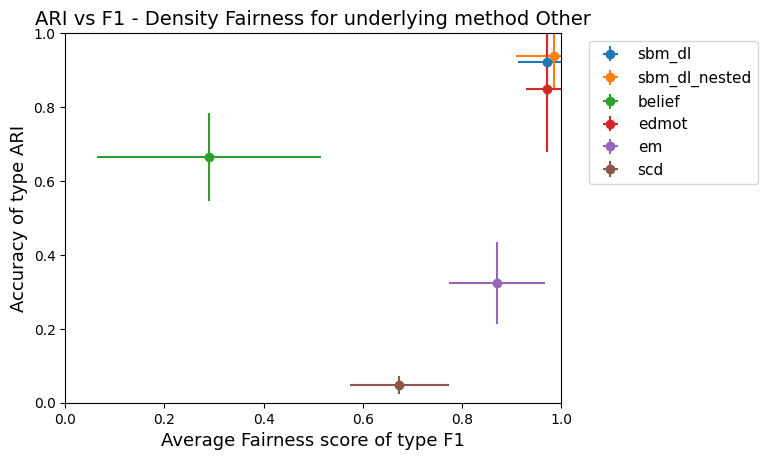 ARI vs F1 - Density Fairness for underlying method Other
1.0
0.8
0.6
0.4
0.2
0.0
Accuracy of type ARI
0.0 0.2 0.4 0.6 0.8 1.0
Average Fairness score of type F1
sbm_dl
sbm_dl_nested
belief
edmot
em
scd